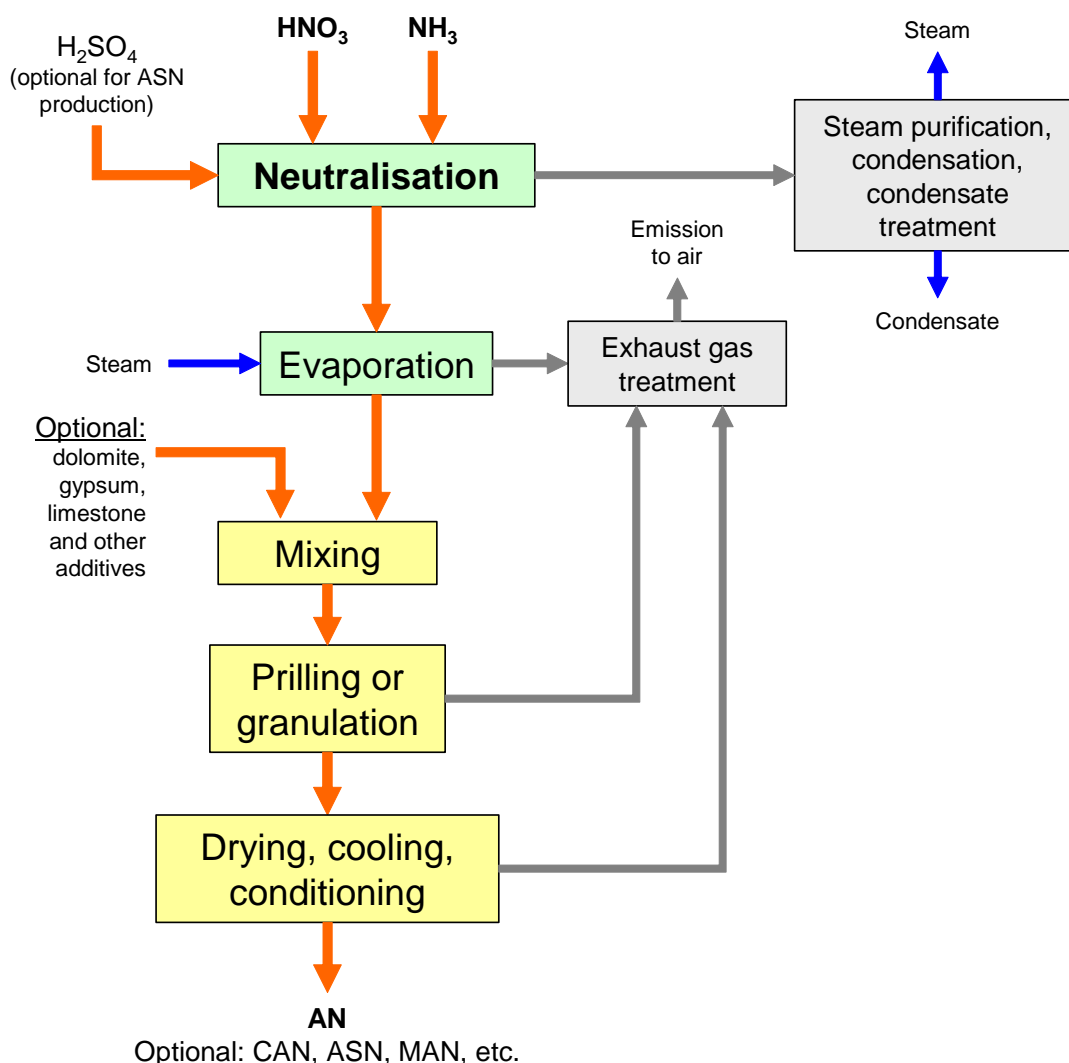 H₂SO₄
(optional for ASN
production)
HNO₃
NH₃
Steam
Neutralisation
Steam purification,
condensation,
condensate
treatment
Emission
to air
Condensate
Steam
Evaporation
Exhaust gas
treatment
Optional:
dolomite,
gypsum,
limestone
and other
additives
Mixing
Prilling or
granulation
Drying, cooling,
conditioning
AN
Optional: CAN, ASN, MAN, etc.